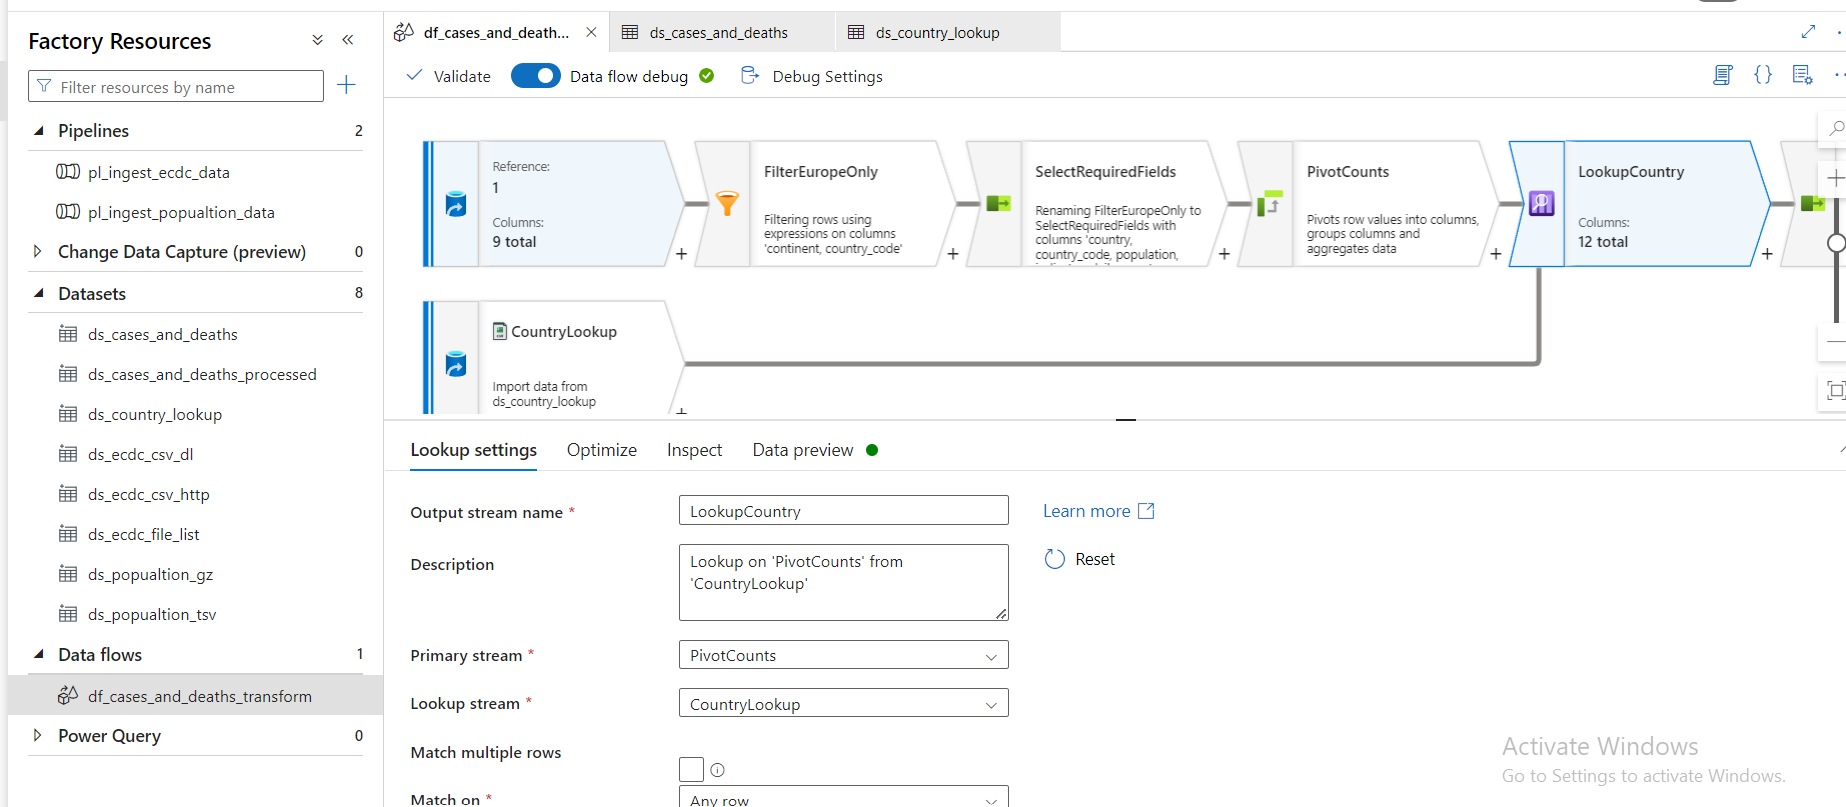 Factory Resources
Filter resources by name
Pipelines 2
pl_ingest_ecdc_data
pl_ingest_popualtion_data
Change Data Capture (preview) 0
Datasets 8
ds_cases_and_deaths
ds_cases_and_deaths_processed
ds_country_lookup
ds_ecdc_csv_dl
ds_ecdc_csv_http
ds_ecdc_file_list
ds_popualtion_gz
ds_popualtion_tsv
Data flows 1
df_cases_and_deaths_transform
Power Query 0
df_cases_and_death...
ds_cases_and_deaths
ds_country_lookup
Validate
Data flow debug
Debug Settings
Reference:
1
Columns:
9 total
FilterEuropeOnly
Filtering rows using
expressions on columns
'continent, country_code'
SelectRequiredFields
Renaming FilterEuropeOnly to
SelectRequiredFields with
columns 'country,
country_code, population,
PivotCounts
Pivots row values into columns,
groups columns and
aggregates data
LookupCountry
Columns:
12 total
CountryLookup
Import data from
ds_country_lookup
Lookup settings
Optimize
Inspect
Data preview
Output stream name *
LookupCountry
Learn more
Description
Lookup on 'PivotCounts' from
'CountryLookup'
Reset
Primary stream *
PivotCounts
Lookup stream *
CountryLookup
Match multiple rows
Match on *
Any row
Activate Windows
Go to Settings to activate Windows.